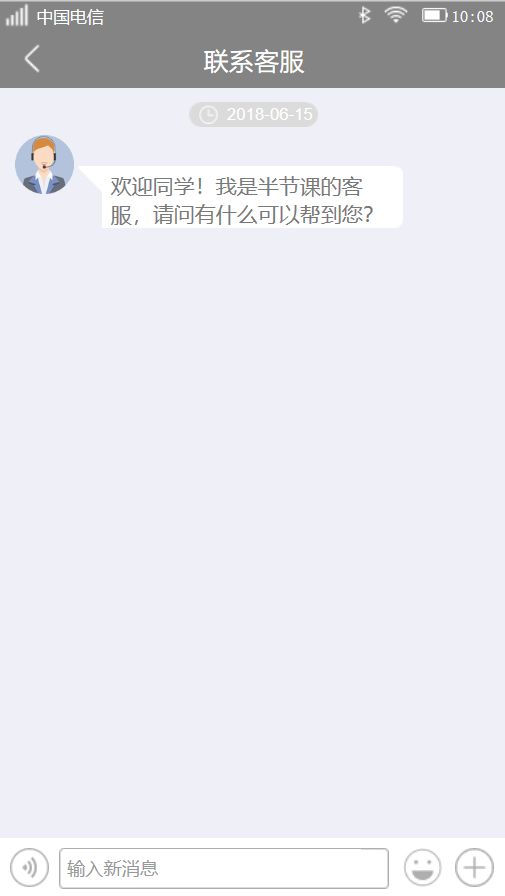 中国电信 10:08
联系客服
2018-06-15
欢迎同学！我是半节课的客
服，请问有什么可以帮到您？
输入新消息